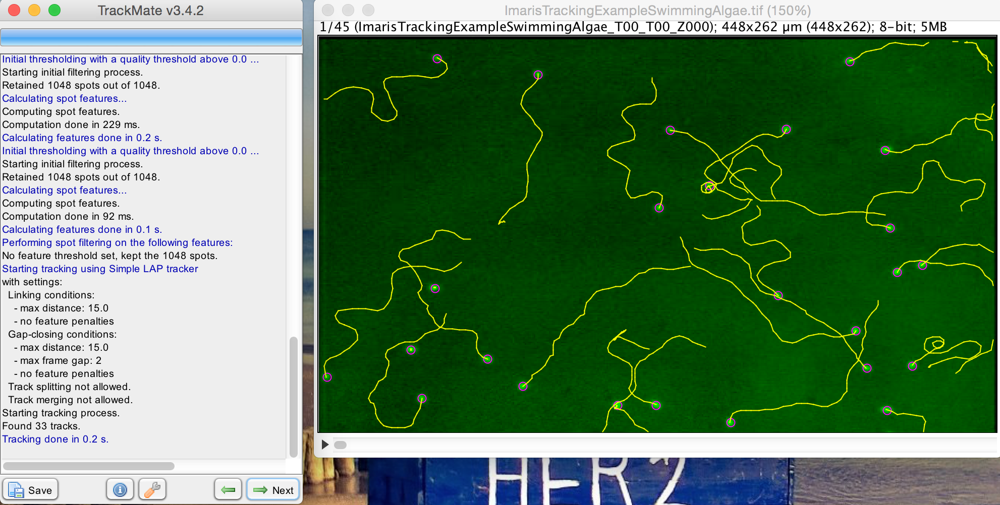 TrackMate v3.4.2
Initial thresholding with a quality threshold above 0.0 ...
Starting initial filtering process.
Retained 1048 spots out of 1048.
Calculating spot features...
Computing spot features.
Computation done in 229 ms.
Calculating features done in 0.2 s.
Initial thresholding with a quality threshold above 0.0 ...
Starting initial filtering process.
Retained 1048 spots out of 1048.
Calculating spot features...
Computing spot features.
Computation done in 92 ms.
Calculating features done in 0.1 s.
Performing spot filtering on the following features:
No feature threshold set, kept the 1048 spots.
Starting tracking using Simple LAP tracker
with settings:
Linking conditions:
- max distance: 15.0
- no feature penalties
Gap-closing conditions:
- max distance: 15.0
- max frame gap: 2
- no feature penalties
Track splitting not allowed.
Track merging not allowed.
Starting tracking process.
Found 33 tracks.
Tracking done in 0.2 s.
Save
Next
ImarisTrackingExampleSwimmingAlgae.tif (150%)
1/45 (ImarisTrackingExampleSwimmingAlgae_T00_T00_Z000); 448x262 µm (448x262); 8-bit; 5MB